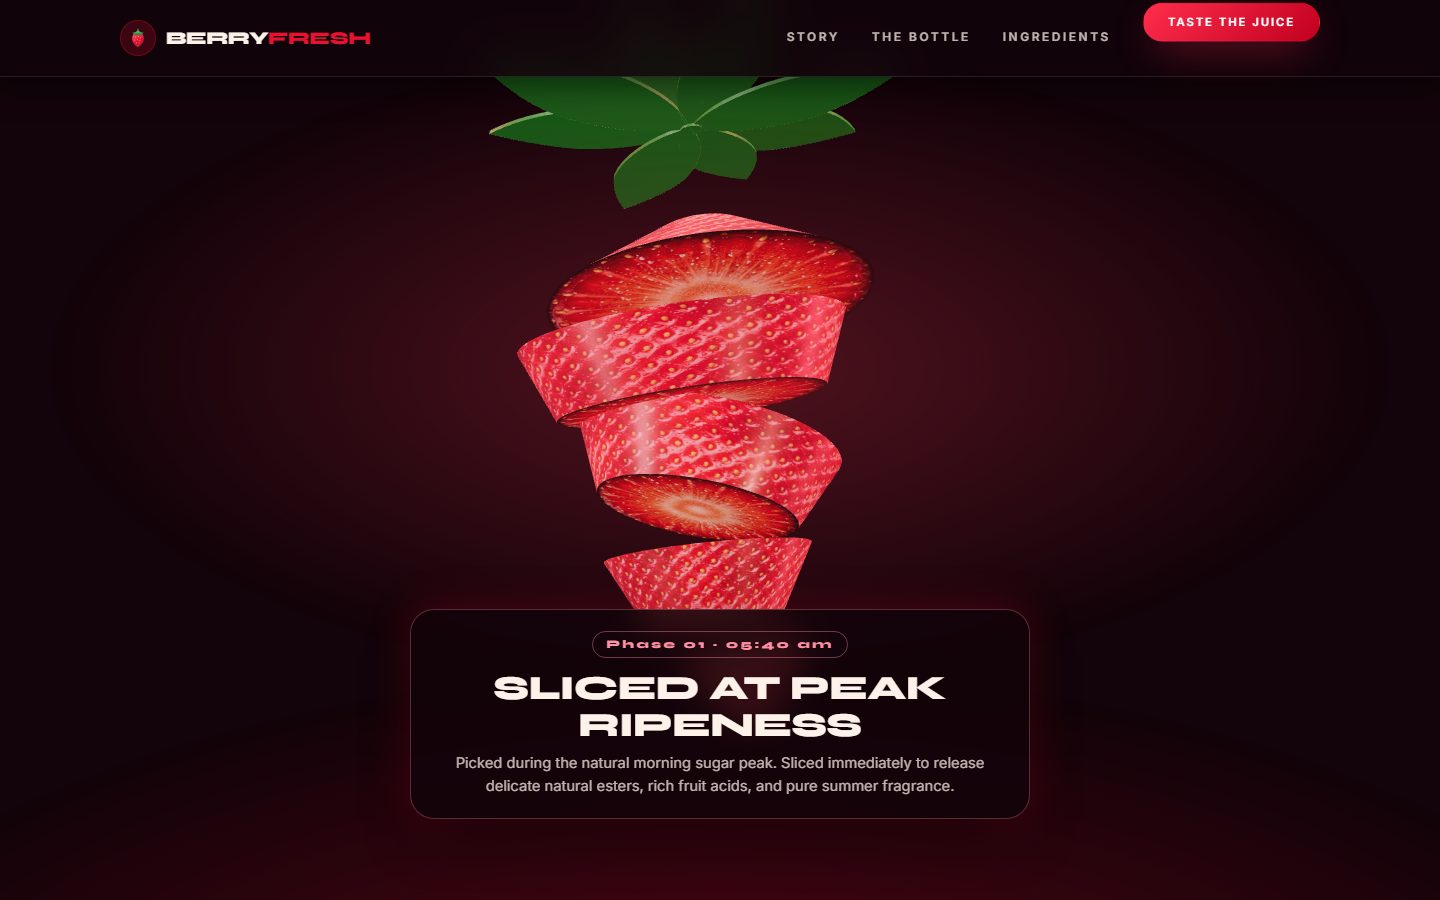 BERRYFRESH
STORY THE BOTTLE INGREDIENTS TASTE THE JUICE
Phase 01 · 05:40 am
SLICED AT PEAK
RIPENESS
Picked during the natural morning sugar peak. Sliced immediately to release
delicate natural esters, rich fruit acids, and pure summer fragrance.